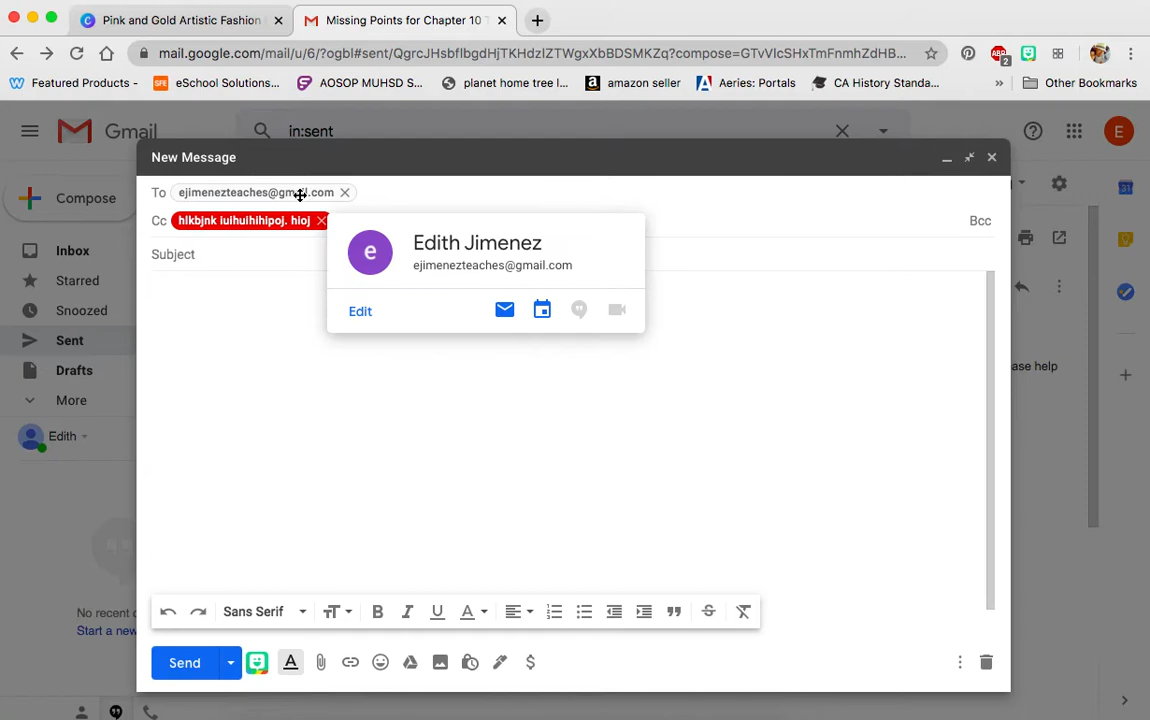 Pink and Gold Artistic Fashion
Missing Points for Chapter 10 T
mail.google.com/mail/u/6/?ogbl#sent/QgrcJHsbflbgdHjTKHdzlZTWgxXbBDSMKZq?compose=GTvVlcSHxTmFnmhZdHB...
Featured Products -
SFE eSchool Solutions...
AOSOP MUHSD S...
planet home tree l...
amazon seller
Aeries: Portals
CA History Standa...
»
Other Bookmarks
Gmail
in:sent
E
New Message
Compose
To ejimenezteaches@gmail.com
Cc hlkbjnk iuihuihihipoj. hioj
Bcc
Subject
e
Edith Jimenez
ejimenezteaches@gmail.com
Edit
Inbox
Starred
Snoozed
Sent
Drafts
More
Edith
ase help
No recent c
Start a new
Sans Serif
Send